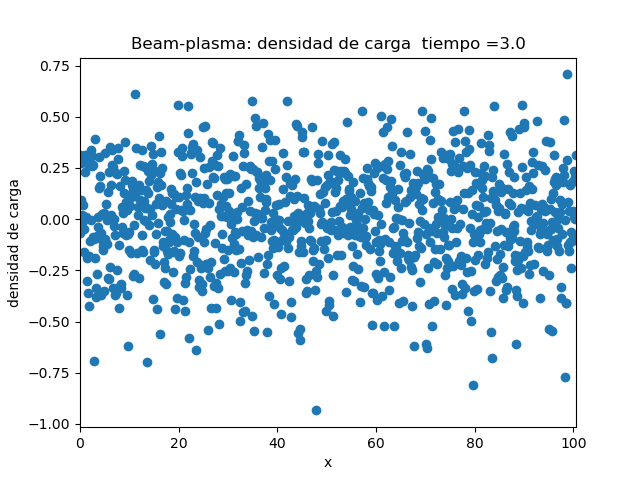 Beam-plasma: densidad de carga  tiempo =3.0
densidad de carga
0.75
0.50
0.25
0.00
−0.25
−0.50
−0.75
−1.00
0 20 40 60 80 100
x